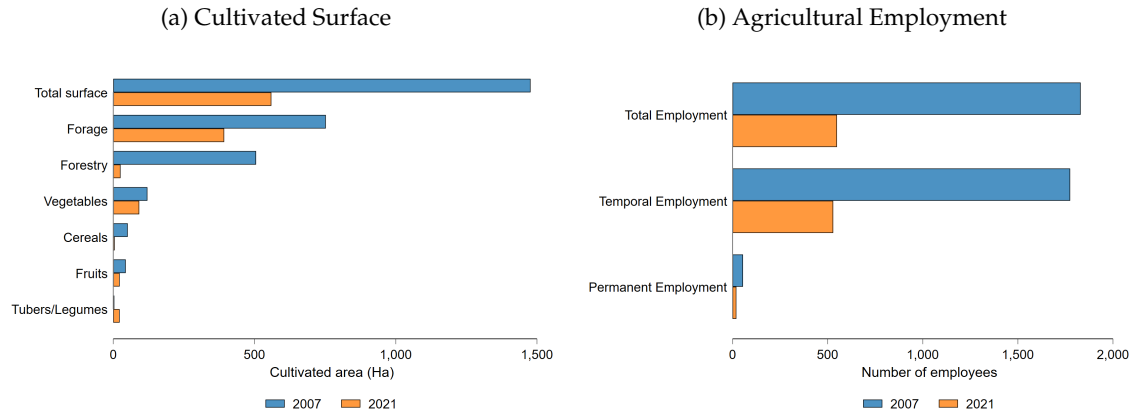 (a) Cultivated Surface
Total surface
Forage
Forestry
Vegetables
Cereals
Fruits
Tubers/Legumes
0
500
1,000
1,500
Cultivated area (Ha)
2007
2021
(b) Agricultural Employment
Total Employment
Temporal Employment
Permanent Employment
0
500
1,000
1,500
2,000
Number of employees
2007
2021